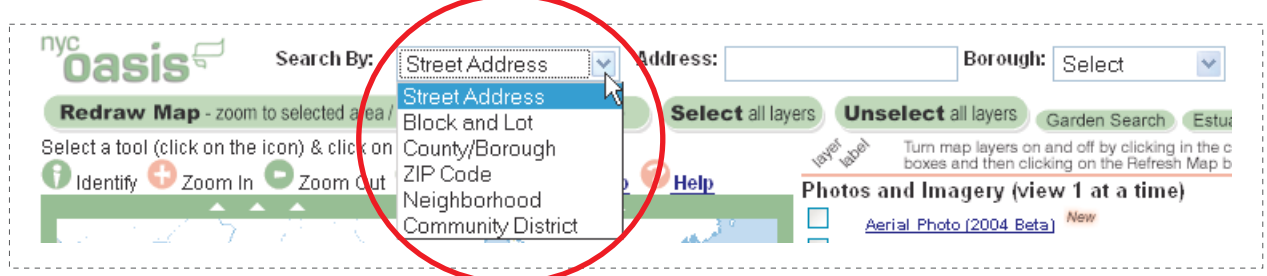 nyc
oasis
Search By: Street Address Address: Borough: Select
Street Address
Block and Lot
County/Borough
ZIP Code
Neighborhood
Community District
Redraw Map - zoom to selected area / Select all layers Unselect all layers Garden Search Estua
Select a tool (click on the icon) & click on
Identify Zoom In Zoom Out Help
layer label
Turn map layers on and off by clicking in the c
boxes and then clicking on the Refresh Map b
Photos and Imagery (view 1 at a time)
Aerial Photo (2004 Beta) New